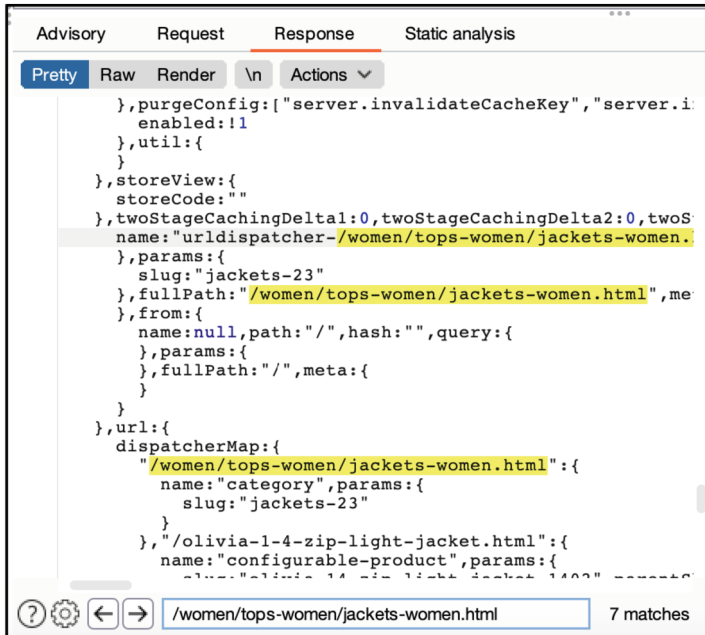 Advisory Request Response Static analysis
Pretty Raw Render \n Actions
},purgeConfig:["server.invalidateCacheKey","server.i
enabled:!1
},util:{
}
},storeView:{
storeCode:""
},twoStageCachingDelta1:0,twoStageCachingDelta2:0,twoS
name:"urldispatcher-/women/tops-women/jackets-women.
},params:{
slug:"jackets-23"
},fullPath:"/women/tops-women/jackets-women.html",me
},from:{
name:null,path:"/",hash:"",query:{
},params:{
},fullPath:"/",meta:{
}
}
},url:{
dispatcherMap:{
"/women/tops-women/jackets-women.html":{
name:"category",params:{
slug:"jackets-23"
}
},"/olivia-1-4-zip-light-jacket.html":{
name:"configurable-product",params:{
? /women/tops-women/jackets-women.html 7 matches